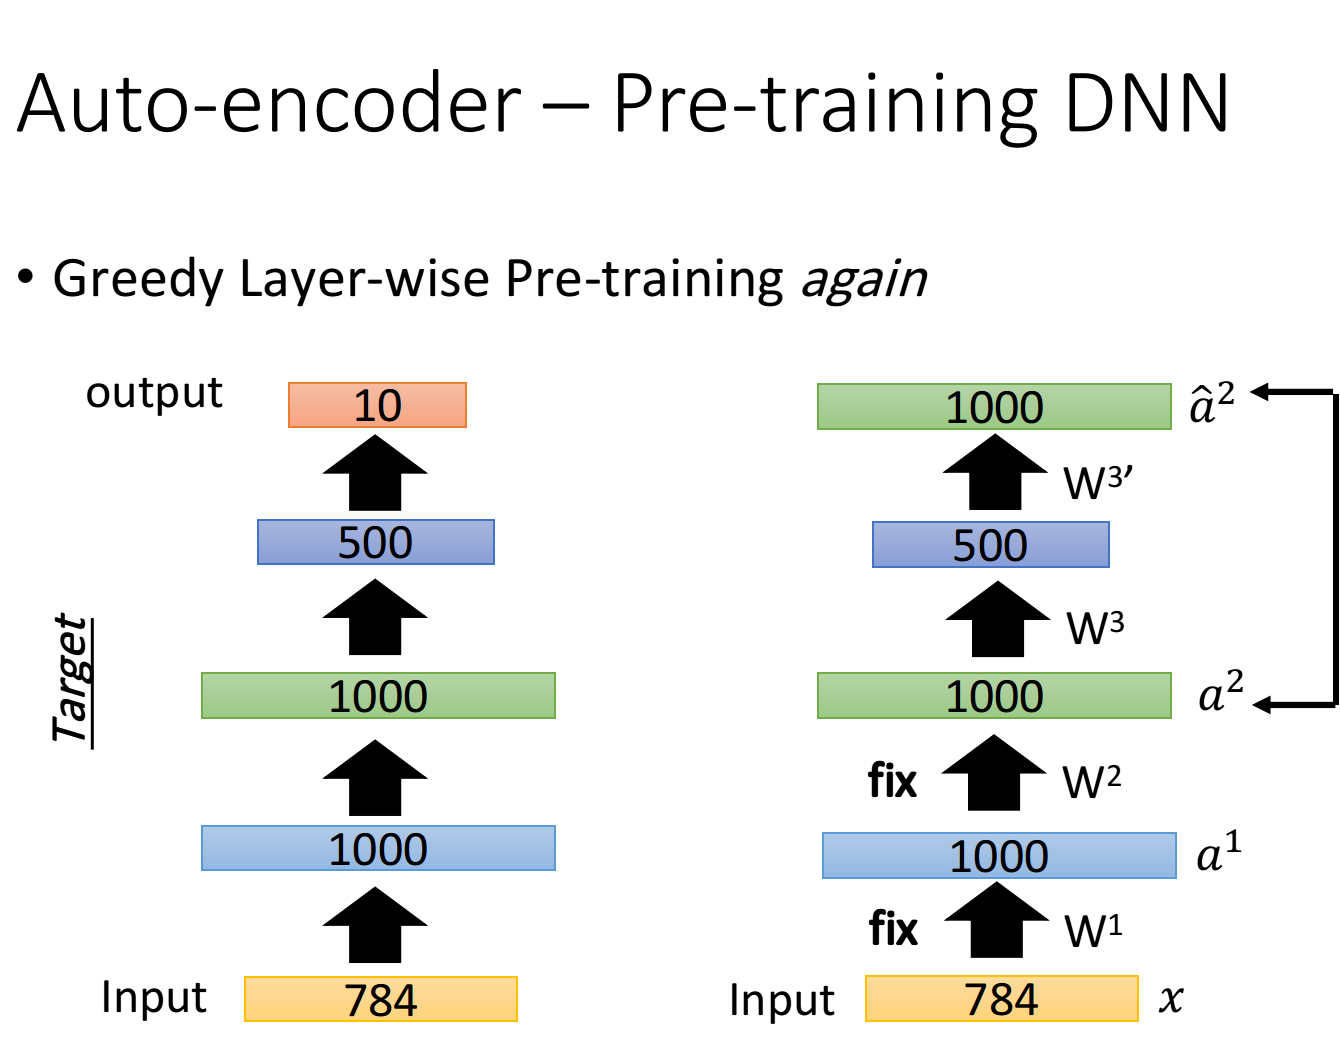 Auto-encoder – Pre-training DNN
• Greedy Layer-wise Pre-training again
output
10
500
Target
1000
1000
Input
784
1000
â²
W³’
500
W³
1000
a²
fix
W²
1000
a¹
fix
W¹
Input
784
x